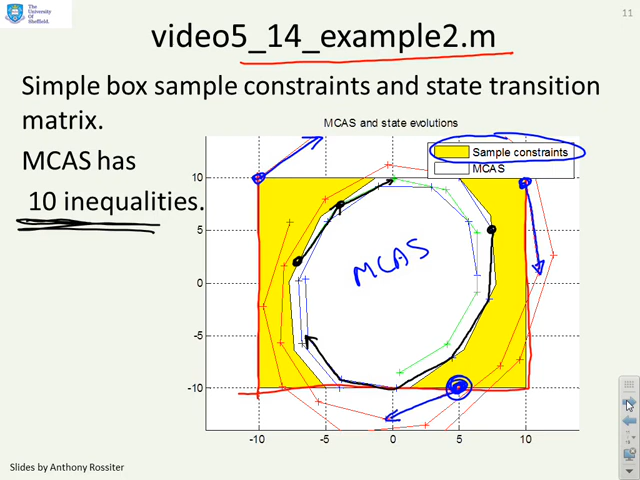 The
University
Of
Sheffield.
11
video5_14_example2.m
Simple box sample constraints and state transition
matrix.
MCAS has
10 inequalities.
MCAS and state evolutions
Sample constraints
MCAS
10
5
0
-5
-10
-10
-5
0
5
10
MCAS
Slides by Anthony Rossiter